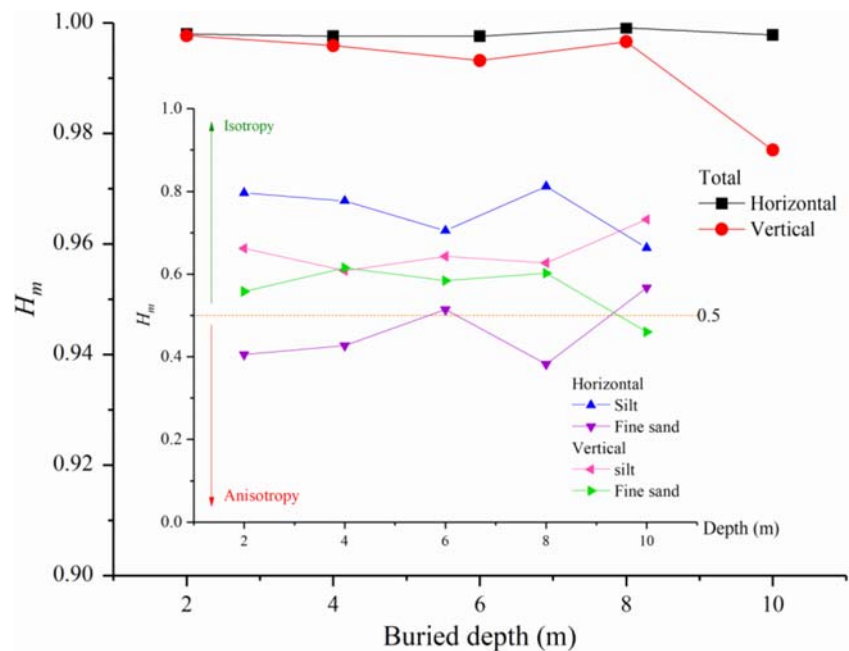 1.00
0.98
0.96
0.94
0.92
0.90
H_m
2 4 6 8 10
Buried depth (m)
Total
Horizontal
Vertical
1.0
0.8
0.6
0.4
0.2
0.0
H_m
Isotropy
Anisotropy
0.5
Horizontal
Silt
Fine sand
Vertical
silt
Fine sand
2 4 6 8 10
Depth (m)